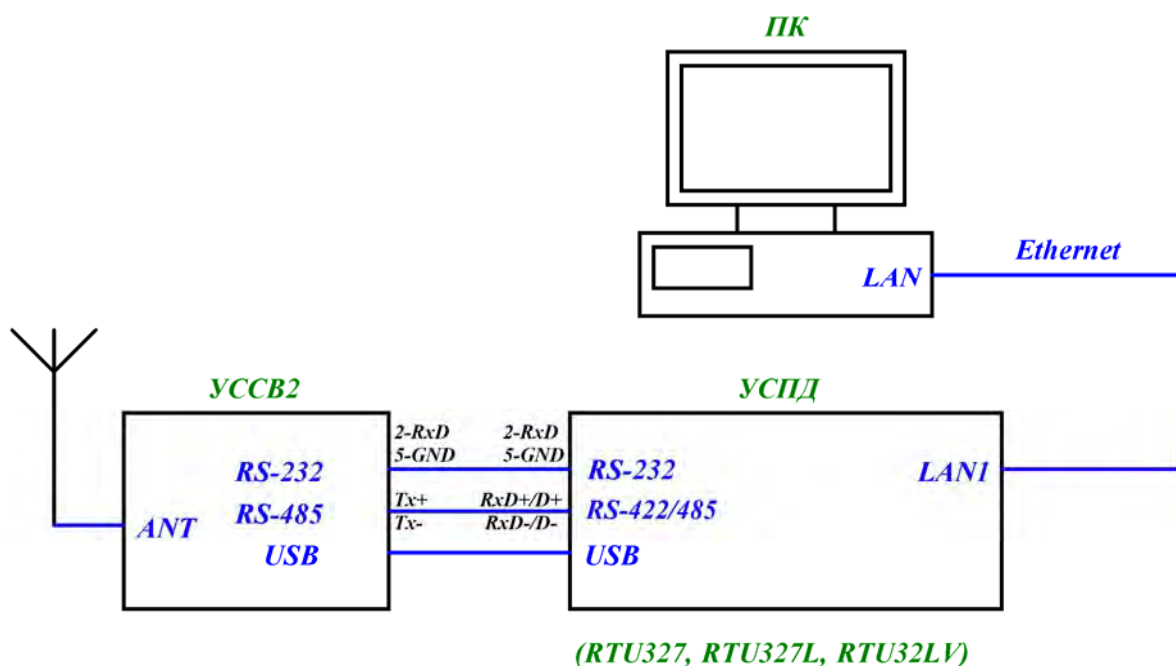 ПК
Ethernet
LAN
УССВ2
УСПД
2-RxD 2-RxD
5-GND 5-GND
RS-232 RS-232 LAN1
Tx+ RxD+/D+
RS-485 RS-422/485
Tx- RxD-/D-
ANT
USB USB
(RTU327, RTU327L, RTU32LV)